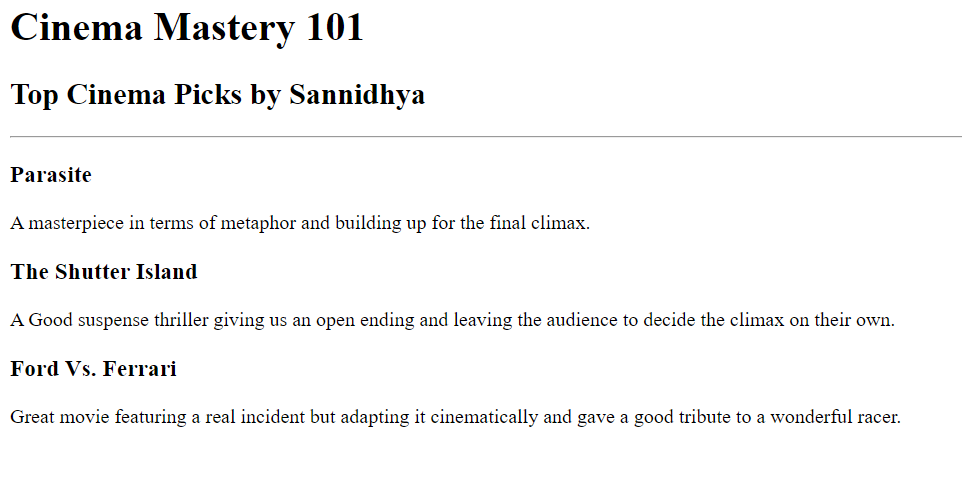 Cinema Mastery 101
Top Cinema Picks by Sannidhya
Parasite
A masterpiece in terms of metaphor and building up for the final climax.
The Shutter Island
A Good suspense thriller giving us an open ending and leaving the audience to decide the climax on their own.
Ford Vs. Ferrari
Great movie featuring a real incident but adapting it cinematically and gave a good tribute to a wonderful racer.